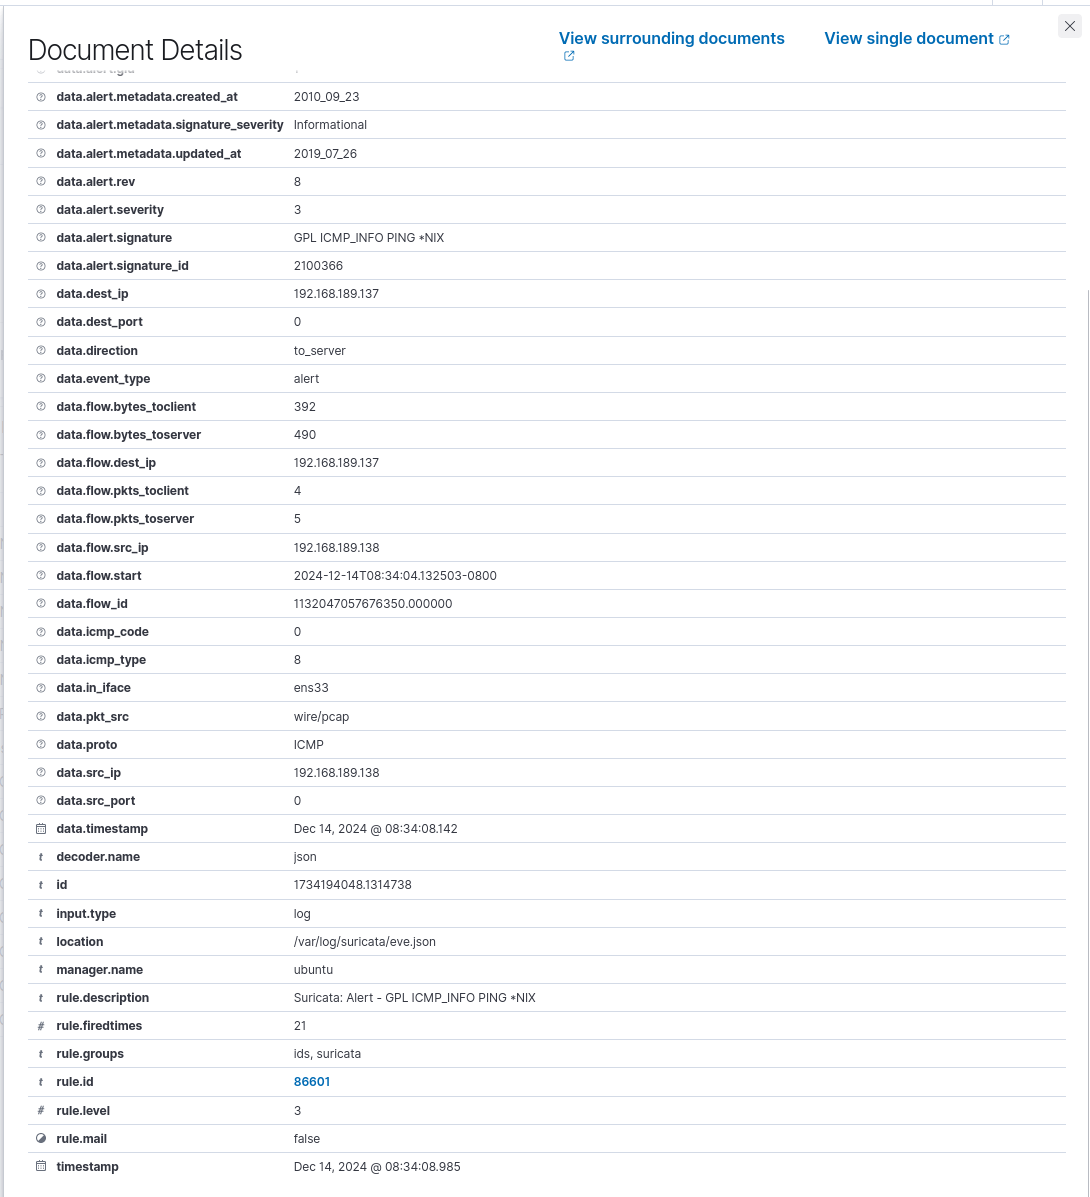 Document Details
View surrounding documents
View single document
data.alert.gid
data.alert.metadata.created_at 2010_09_23
data.alert.metadata.signature_severity Informational
data.alert.metadata.updated_at 2019_07_26
data.alert.rev 8
data.alert.severity 3
data.alert.signature GPL ICMP_INFO PING *NIX
data.alert.signature_id 2100366
data.dest_ip 192.168.189.137
data.dest_port 0
data.direction to_server
data.event_type alert
data.flow.bytes_toclient 392
data.flow.bytes_toserver 490
data.flow.dest_ip 192.168.189.137
data.flow.pkts_toclient 4
data.flow.pkts_toserver 5
data.flow.src_ip 192.168.189.138
data.flow.start 2024-12-14T08:34:04.132503-0800
data.flow_id 1132047057676350.000000
data.icmp_code 0
data.icmp_type 8
data.in_iface ens33
data.pkt_src wire/pcap
data.proto ICMP
data.src_ip 192.168.189.138
data.src_port 0
data.timestamp Dec 14, 2024 @ 08:34:08.142
t decoder.name json
t id 1734194048.1314738
t input.type log
t location /var/log/suricata/eve.json
t manager.name ubuntu
t rule.description Suricata: Alert - GPL ICMP_INFO PING *NIX
# rule.firedtimes 21
t rule.groups ids, suricata
t rule.id 86601
# rule.level 3
rule.mail false
timestamp Dec 14, 2024 @ 08:34:08.985